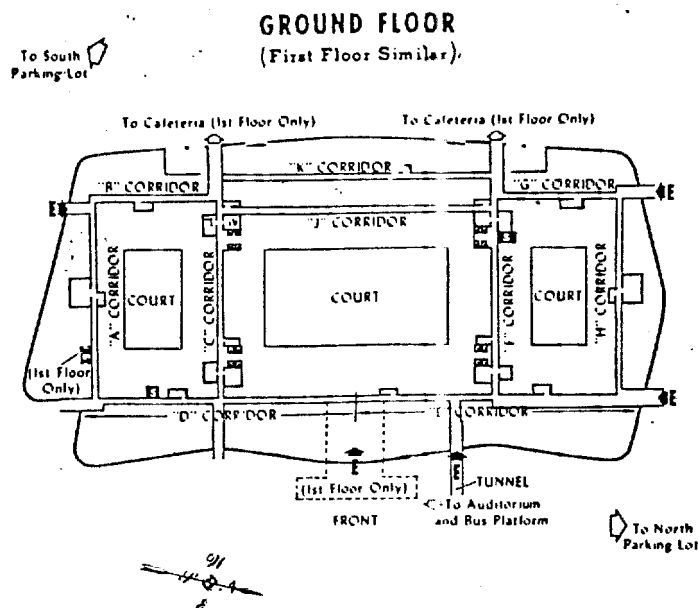 GROUND FLOOR
(First Floor Similar)
To South
Parking Lot
To Cafeteria (1st Floor Only)
To Cafeteria (1st Floor Only)
"K" CORRIDOR
"B" CORRIDOR
"G" CORRIDOR
E
E
"J" CORRIDOR
"A" CORRIDOR
COURT
"C" CORRIDOR
COURT
"F" CORRIDOR
COURT
"H" CORRIDOR
(1st Floor
Only)
"D" CORRIDOR
"E" CORRIDOR
E
E
E
TUNNEL
(1st Floor Only)
To Auditorium
and Bus Platform
FRONT
To North
Parking Lot